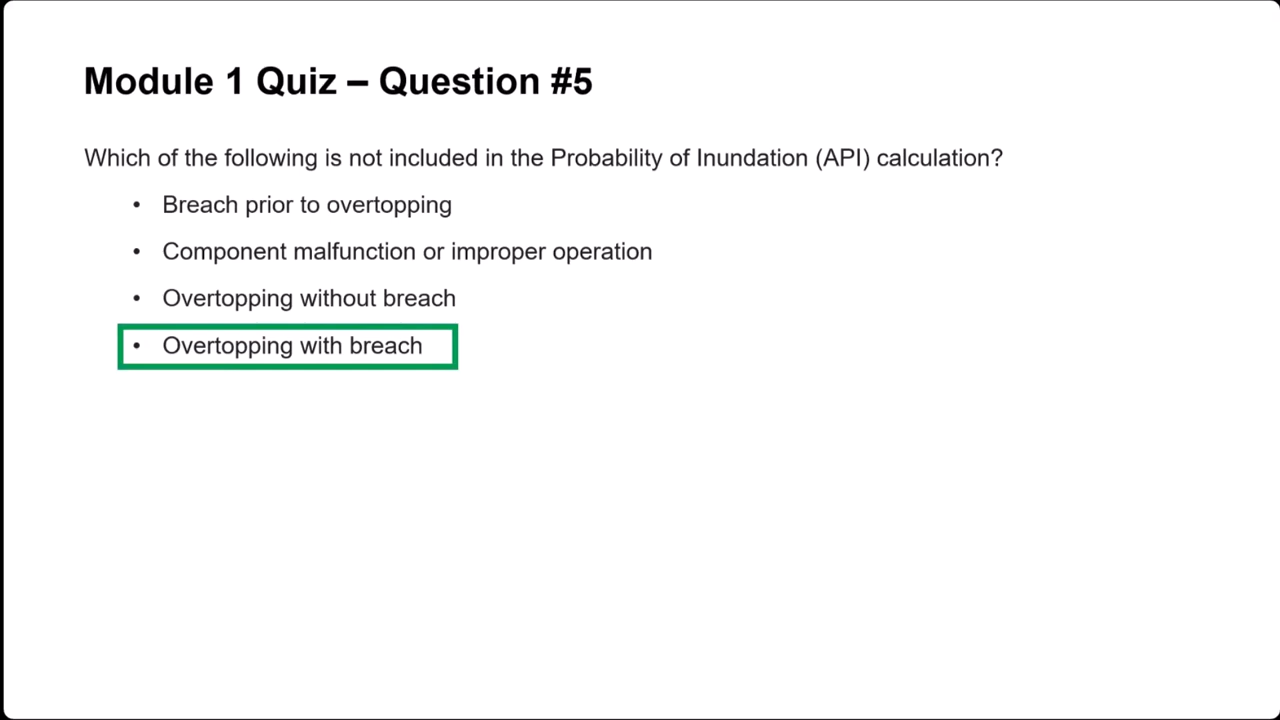 Module 1 Quiz – Question #5
Which of the following is not included in the Probability of Inundation (API) calculation?
• Breach prior to overtopping
• Component malfunction or improper operation
• Overtopping without breach
• Overtopping with breach